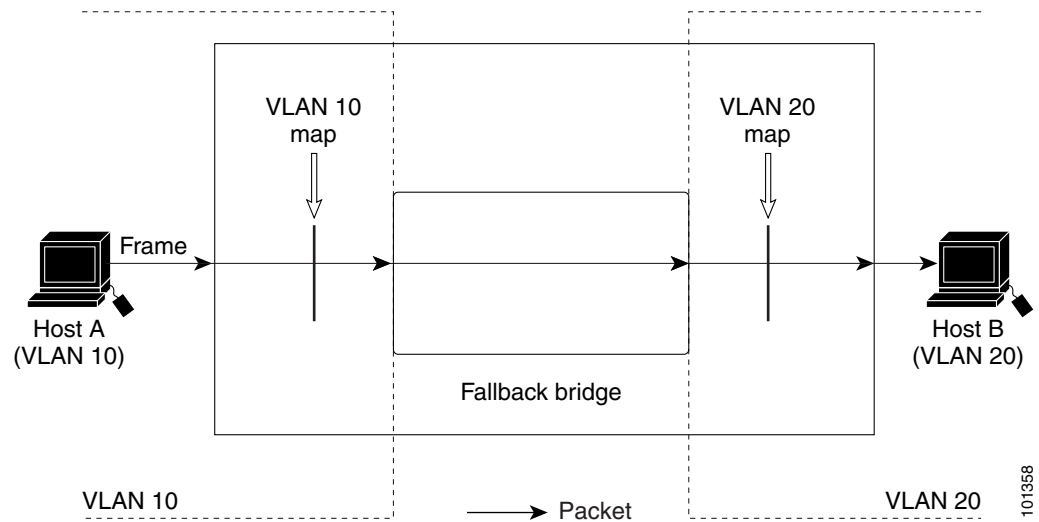 VLAN 10
map
VLAN 20
map
Frame
Host A
(VLAN 10)
Host B
(VLAN 20)
Fallback bridge
VLAN 10
VLAN 20
Packet
101358